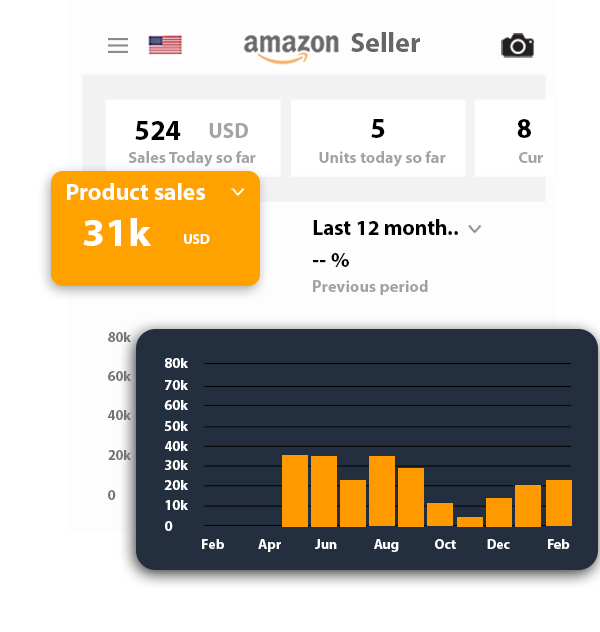 amazon Seller
524 USD
Sales Today so far
5
Units today so far
8
Cur
Product sales
31k USD
Last 12 month..
-- %
Previous period
80k
60k
40k
20k
0
80k
70k
60k
50k
40k
30k
20k
10k
0
Feb Apr Jun Aug Oct Dec Feb